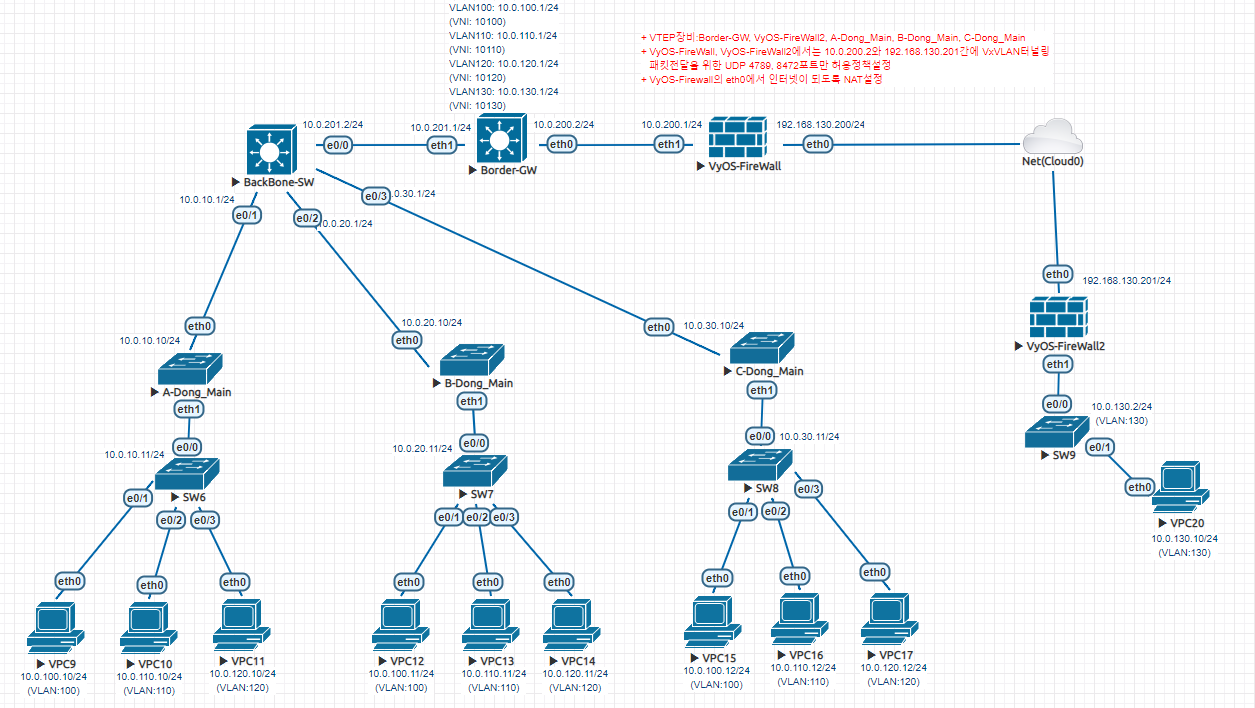 VLAN100: 10.0.100.1/24
(VNI: 10100)
VLAN110: 10.0.110.1/24
(VNI: 10110)
VLAN120: 10.0.120.1/24
(VNI: 10120)
VLAN130: 10.0.130.1/24
(VNI: 10130)
+ VTEP장비:Border-GW, VyOS-FireWall2, A-Dong_Main, B-Dong_Main, C-Dong_Main
+ VyOS-FireWall, VyOS-FireWall2에서는 10.0.200.2와 192.168.130.201간에 VxVLAN터널링
패킷전달을 위한 UDP 4789, 8472포트만 허용정책설정
+ VyOS-Firewall의 eth0에서 인터넷이 되도록 NAT설정
10.0.201.2/24
10.0.201.1/24
10.0.200.2/24
10.0.200.1/24
192.168.130.200/24
e0/0
eth1
eth0
eth1
eth0
BackBone-SW
Border-GW
VyOS-FireWall
Net(Cloud0)
10.0.10.1/24
e0/1
e0/2
.0.20.1/24
e0/3
.0.30.1/24
eth0
192.168.130.201/24
VyOS-FireWall2
eth1
eth0
10.0.10.10/24
A-Dong_Main
eth1
10.0.20.10/24
eth0
B-Dong_Main
eth1
eth0
10.0.30.10/24
C-Dong_Main
eth1
e0/0
10.0.130.2/24
(VLAN:130)
SW9
e0/1
eth0
VPC20
10.0.130.10/24
(VLAN:130)
e0/0
10.0.10.11/24
SW6
e0/1
e0/2
e0/3
e0/0
10.0.20.11/24
SW7
e0/1
e0/2
e0/3
e0/0
10.0.30.11/24
SW8
e0/1
e0/2
e0/3
eth0
eth0
eth0
eth0
eth0
eth0
eth0
eth0
eth0
VPC9
10.0.100.10/24
(VLAN:100)
VPC10
10.0.110.10/24
(VLAN:110)
VPC11
10.0.120.10/24
(VLAN:120)
VPC12
10.0.100.11/24
(VLAN:100)
VPC13
10.0.110.11/24
(VLAN:110)
VPC14
10.0.120.11/24
(VLAN:120)
VPC15
10.0.100.12/24
(VLAN:100)
VPC16
10.0.110.12/24
(VLAN:110)
VPC17
10.0.120.12/24
(VLAN:120)